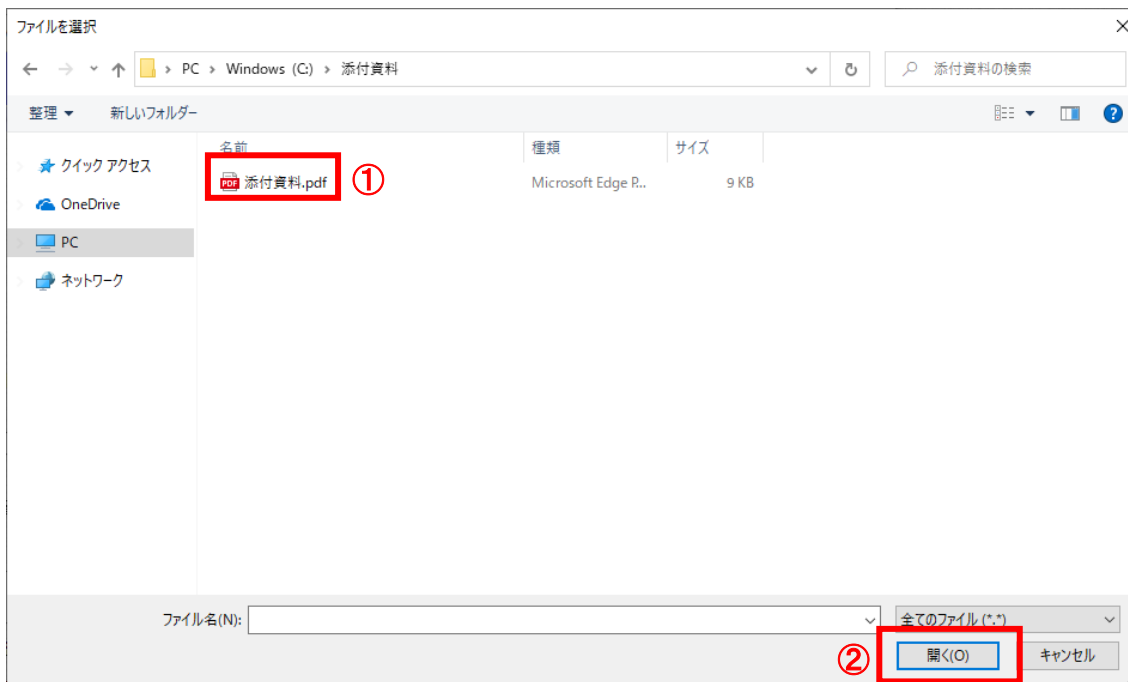 ファイルを選択
PC › Windows (C:) › 添付資料
添付資料の検索
整理
新しいフォルダー
名前 種類 サイズ
クイック アクセス
PDF 添付資料.pdf Microsoft Edge P... 9 KB
①
OneDrive
PC
ネットワーク
ファイル名(N):
全てのファイル (*.*)
②
開く(O)
キャンセル